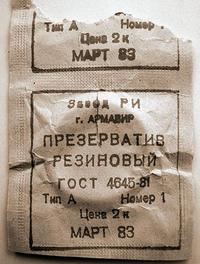 Тип А Номер 1
Цена 2 к
МАРТ 83
Завод РИ
г. АРМАВИР
ПРЕЗЕРВАТИВ
РЕЗИНОВЫЙ
ГОСТ 4645-81
Тип А Номер 1
Цена 2 к
МАРТ 83